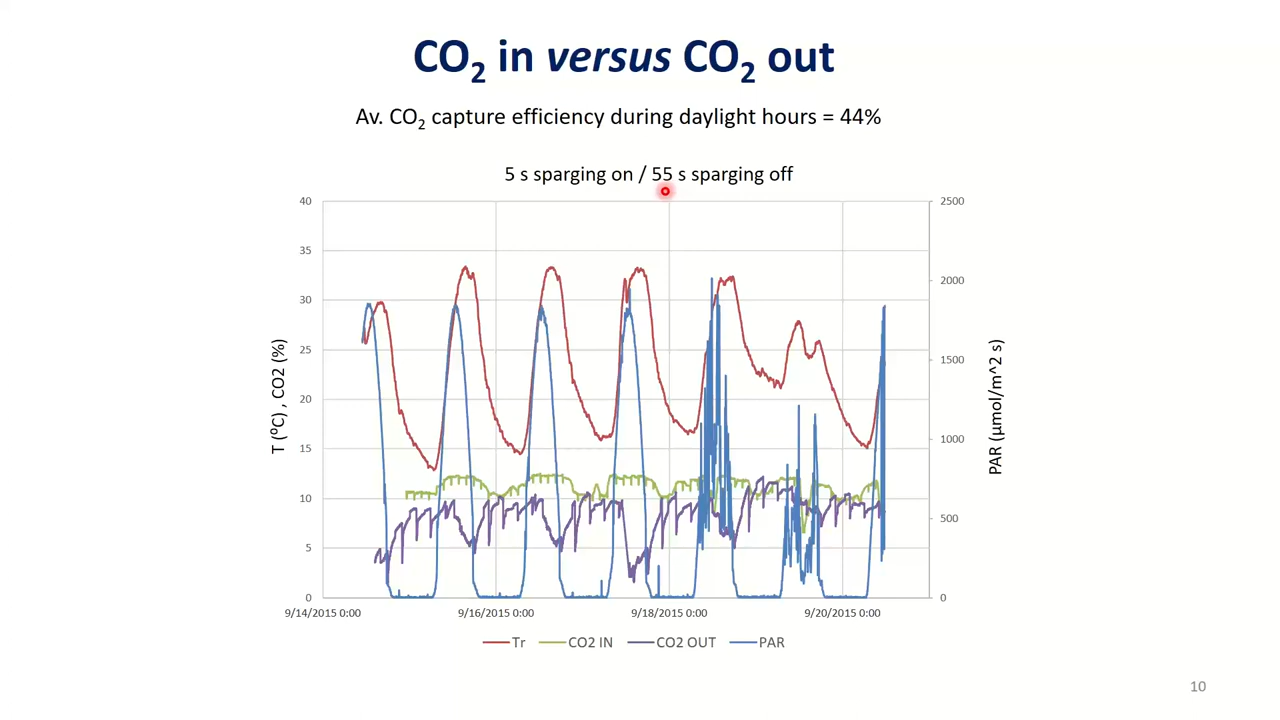 CO2 in versus CO2 out
Av. CO2 capture efficiency during daylight hours = 44%
5 s sparging on / 55 s sparging off
40
35
30
25
20
15
10
5
0
T (⁰C) , CO2 (%)
2500
2000
1500
1000
500
0
PAR (µmol/m^2 s)
9/14/2015 0:00
9/16/2015 0:00
9/18/2015 0:00
9/20/2015 0:00
Tr
CO2 IN
CO2 OUT
PAR
10